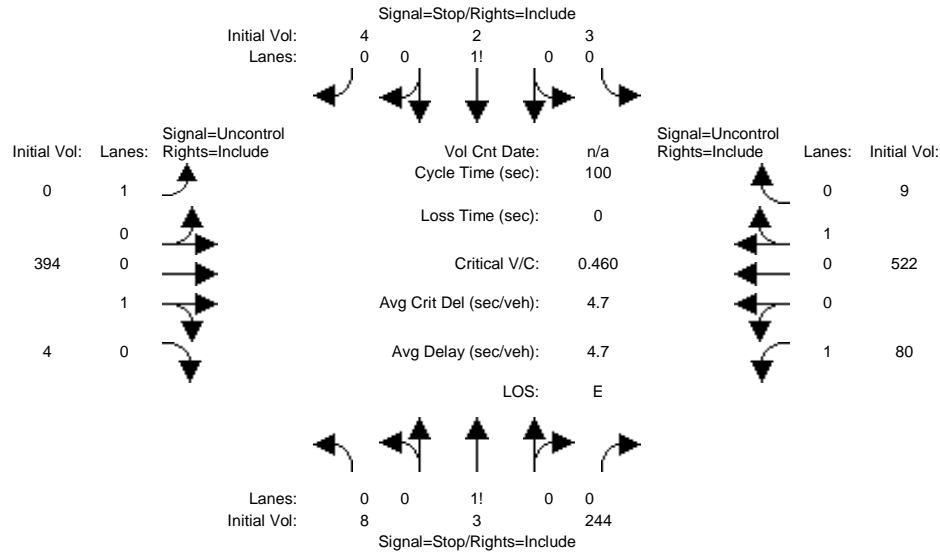 Signal=Stop/Rights=Include
Initial Vol: 4 2 3
Lanes: 0 0 1! 0 0
Signal=Uncontrol
Initial Vol: Lanes: Rights=Include
Vol Cnt Date: n/a
Signal=Uncontrol
Rights=Include Lanes: Initial Vol:
Cycle Time (sec): 100
0 1
0 9
Loss Time (sec): 0
0
1
394 0
Critical V/C: 0.460
0 522
1
Avg Crit Del (sec/veh): 4.7
0
4 0
Avg Delay (sec/veh): 4.7
1 80
LOS: E
Lanes: 0 0 1! 0 0
Initial Vol: 8 3 244
Signal=Stop/Rights=Include